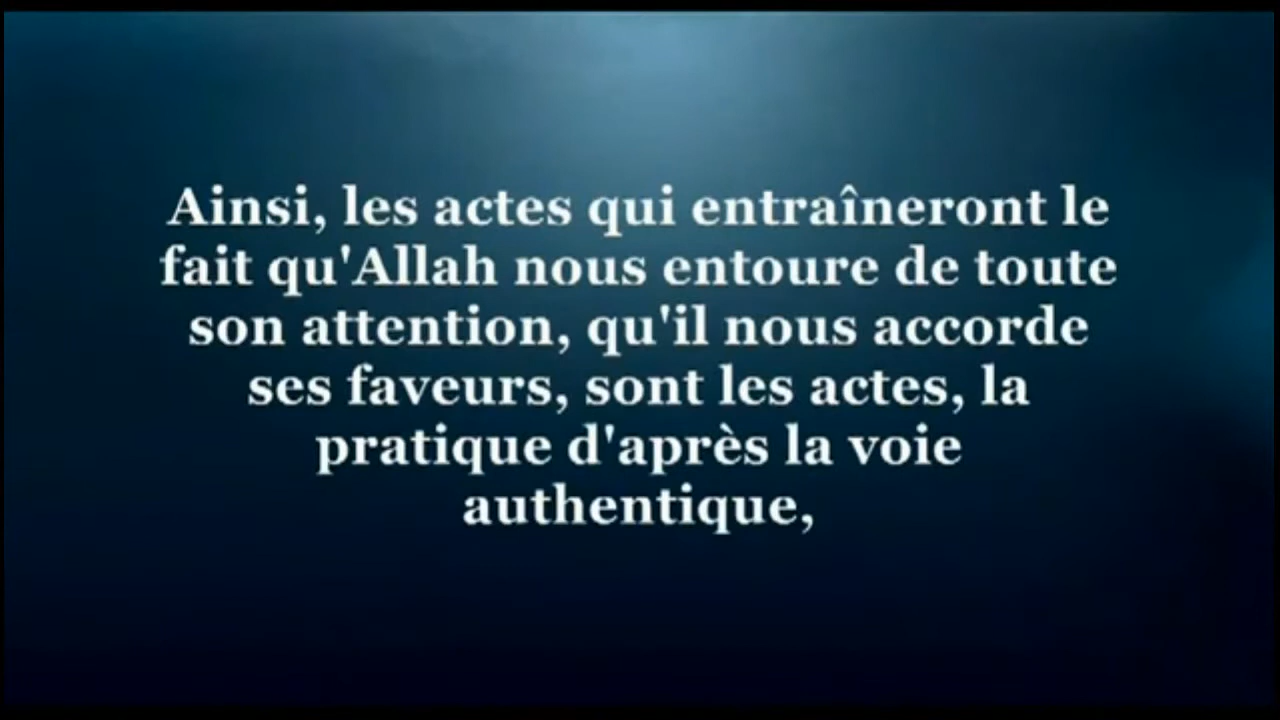 Ainsi, les actes qui entraîneront le
fait qu'Allah nous entoure de toute
son attention, qu'il nous accorde
ses faveurs, sont les actes, la
pratique d'après la voie
authentique,